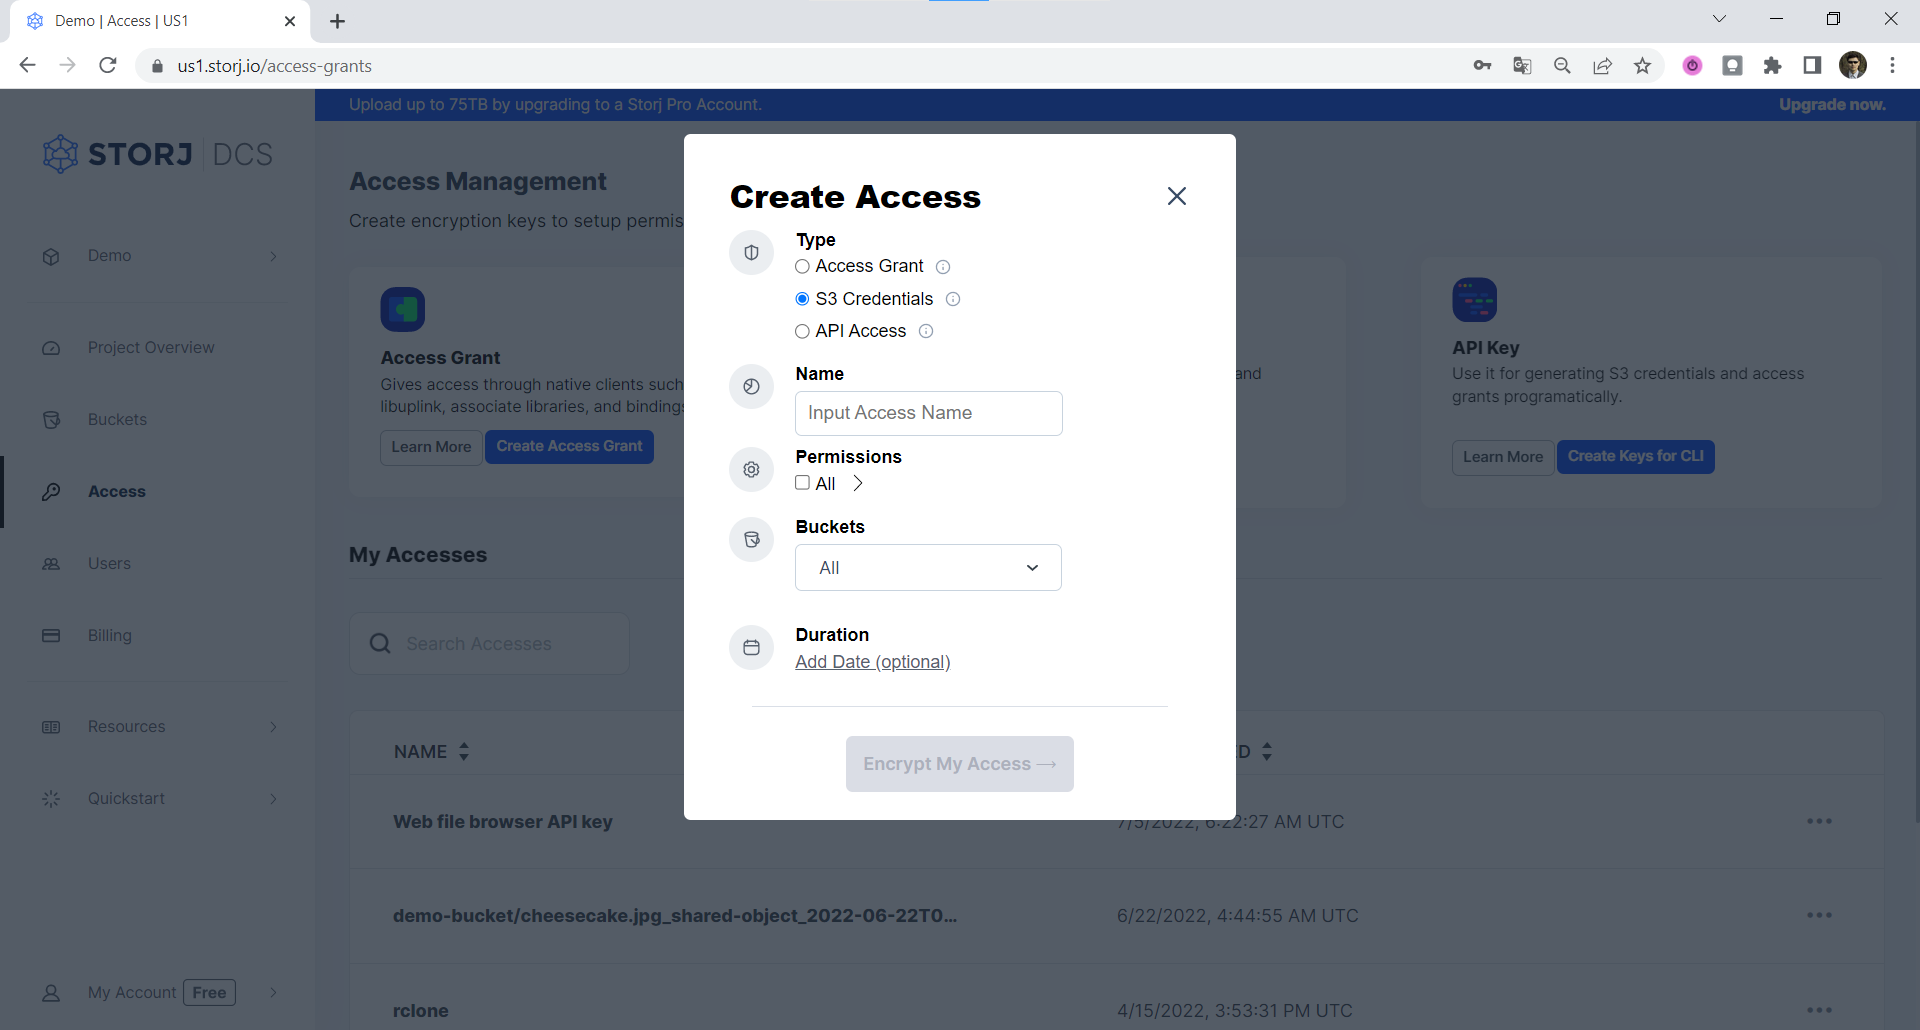 Demo | Access | US1
us1.storj.io/access-grants
Upload up to 75TB by upgrading to a Storj Pro Account.
Upgrade now.
STORJ DCS
Demo
Project Overview
Buckets
Access
Users
Billing
Resources
Quickstart
My Account Free
Access Management
Create encryption keys to setup permis
Access Grant
Gives access through native clients such
libuplink, associate libraries, and bindings
Learn More
Create Access Grant
and
API Key
Use it for generating S3 credentials and access
grants programatically.
Learn More
Create Keys for CLI
My Accesses
Search Accesses
NAME
ED
Web file browser API key
7/5/2022, 6:22:27 AM UTC
demo-bucket/cheesecake.jpg_shared-object_2022-06-22T0...
6/22/2022, 4:44:55 AM UTC
rclone
4/15/2022, 3:53:31 PM UTC
Create Access
Type
Access Grant
S3 Credentials
API Access
Name
Input Access Name
Permissions
All
Buckets
All
Duration
Add Date (optional)
Encrypt My Access